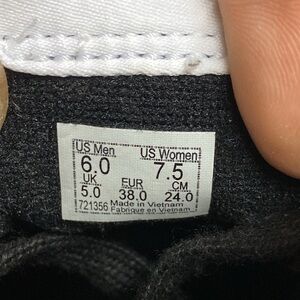 US Men US Women
6.0 7.5
UK EUR CM
5.0 38.0 24.0
721356 Made in Vietnam
Fabrique en Vietnam